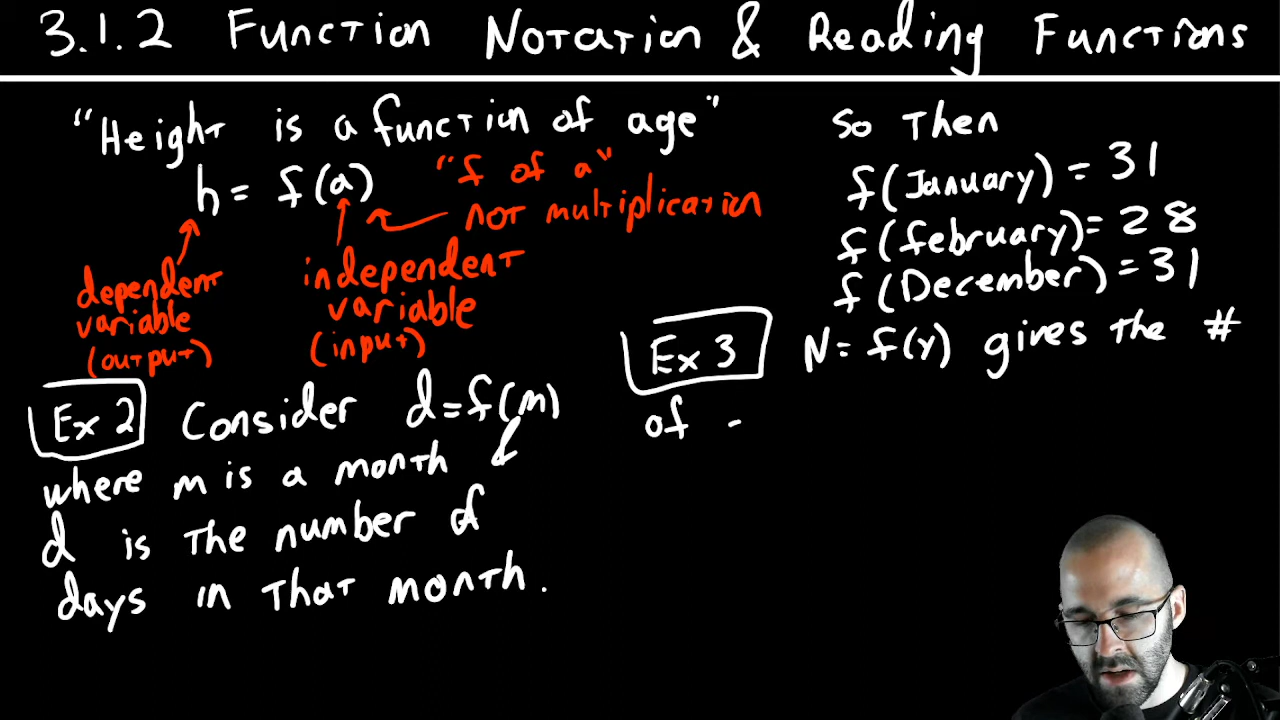 3.1.2 Function Notation & Reading Functions
"Height is a function of age"
h = f(a)
"f of a"
not multiplication
dependent
variable
(output)
independent
variable
(input)
Ex 2 Consider d=f(m)
where m is a month &
d is the number of
days in that month.
So then
f(January) = 31
f(february)= 28
f(December) = 31
Ex 3 N= f(y) gives the #
of